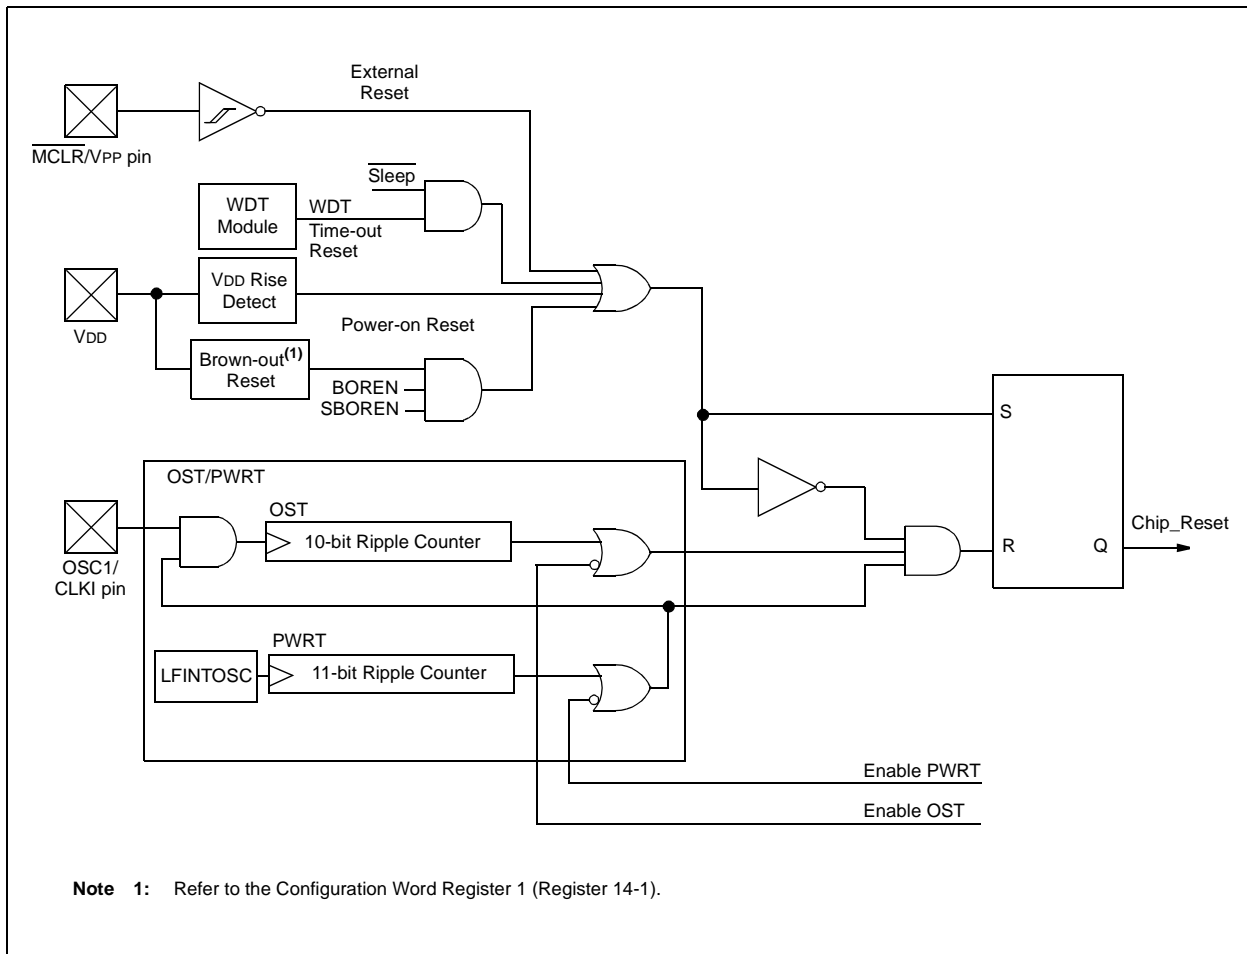 External
Reset
MCLR/VPP pin
Sleep
WDT
Module
WDT
Time-out
Reset
VDD
VDD Rise
Detect
Power-on Reset
Brown-out(1)
Reset
BOREN
SBOREN
S
R
Q
Chip_Reset
OST/PWRT
OSC1/
CLKI pin
OST
10-bit Ripple Counter
PWRT
LFINTOSC
11-bit Ripple Counter
Enable PWRT
Enable OST
Note 1: Refer to the Configuration Word Register 1 (Register 14-1).